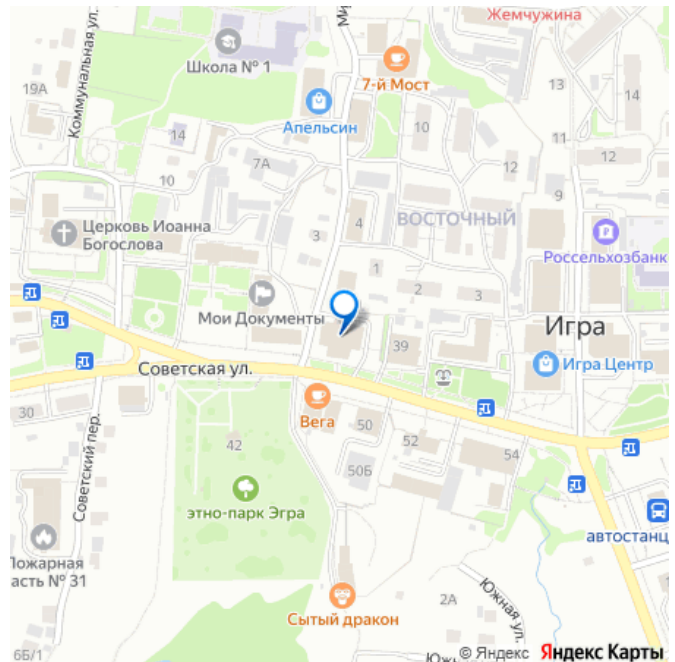 Жемчужина
Коммунальная ул.
Школа № 1
7-й Мост
19А
13
14
Апельсин
14
10
11
7А
12
12
10
9
4
ВОСТОЧНЫЙ
Церковь Иоанна
Богослова
3
Россельхозбанк
1
2
3
Мои Документы
Игра
39
Советская ул.
Игра Центр
30
Вега
50
42
52
54
Советский пер.
50Б
этно-парк Эгра
автостанц
Пожарная
асть № 31
Сытый дракон
2А
Южная ул.
6Б/1
© Яндекс Яндекс Карты